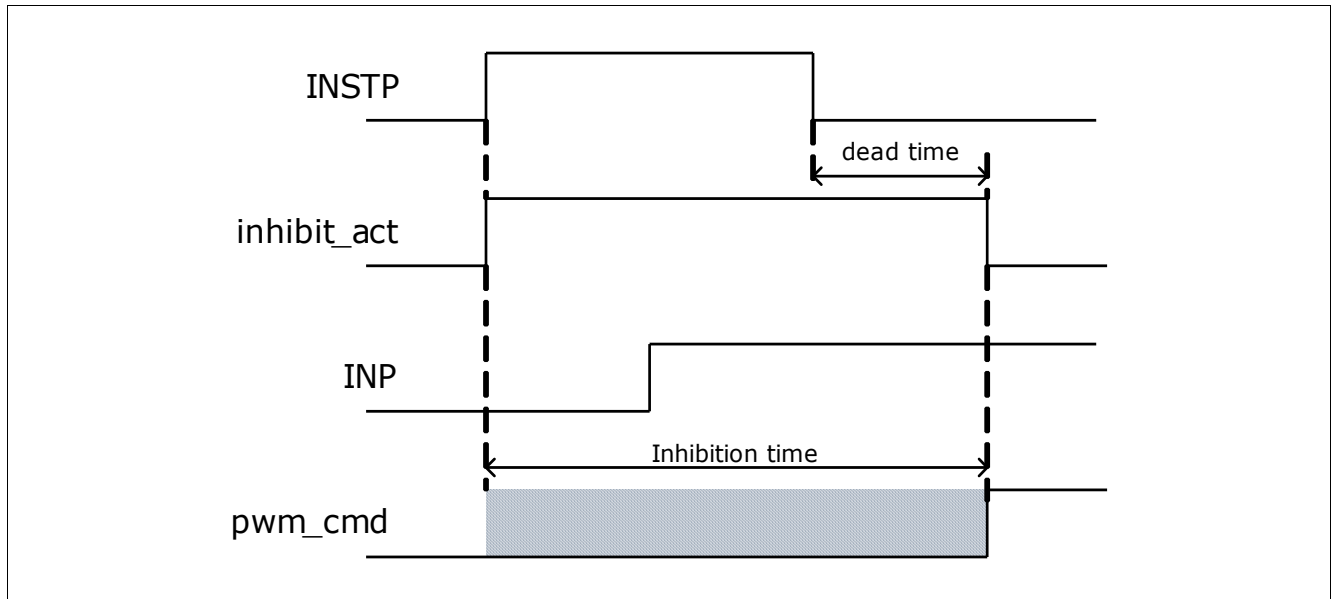 INSTP
dead time
inhibit_act
INP
Inhibition time
pwm_cmd